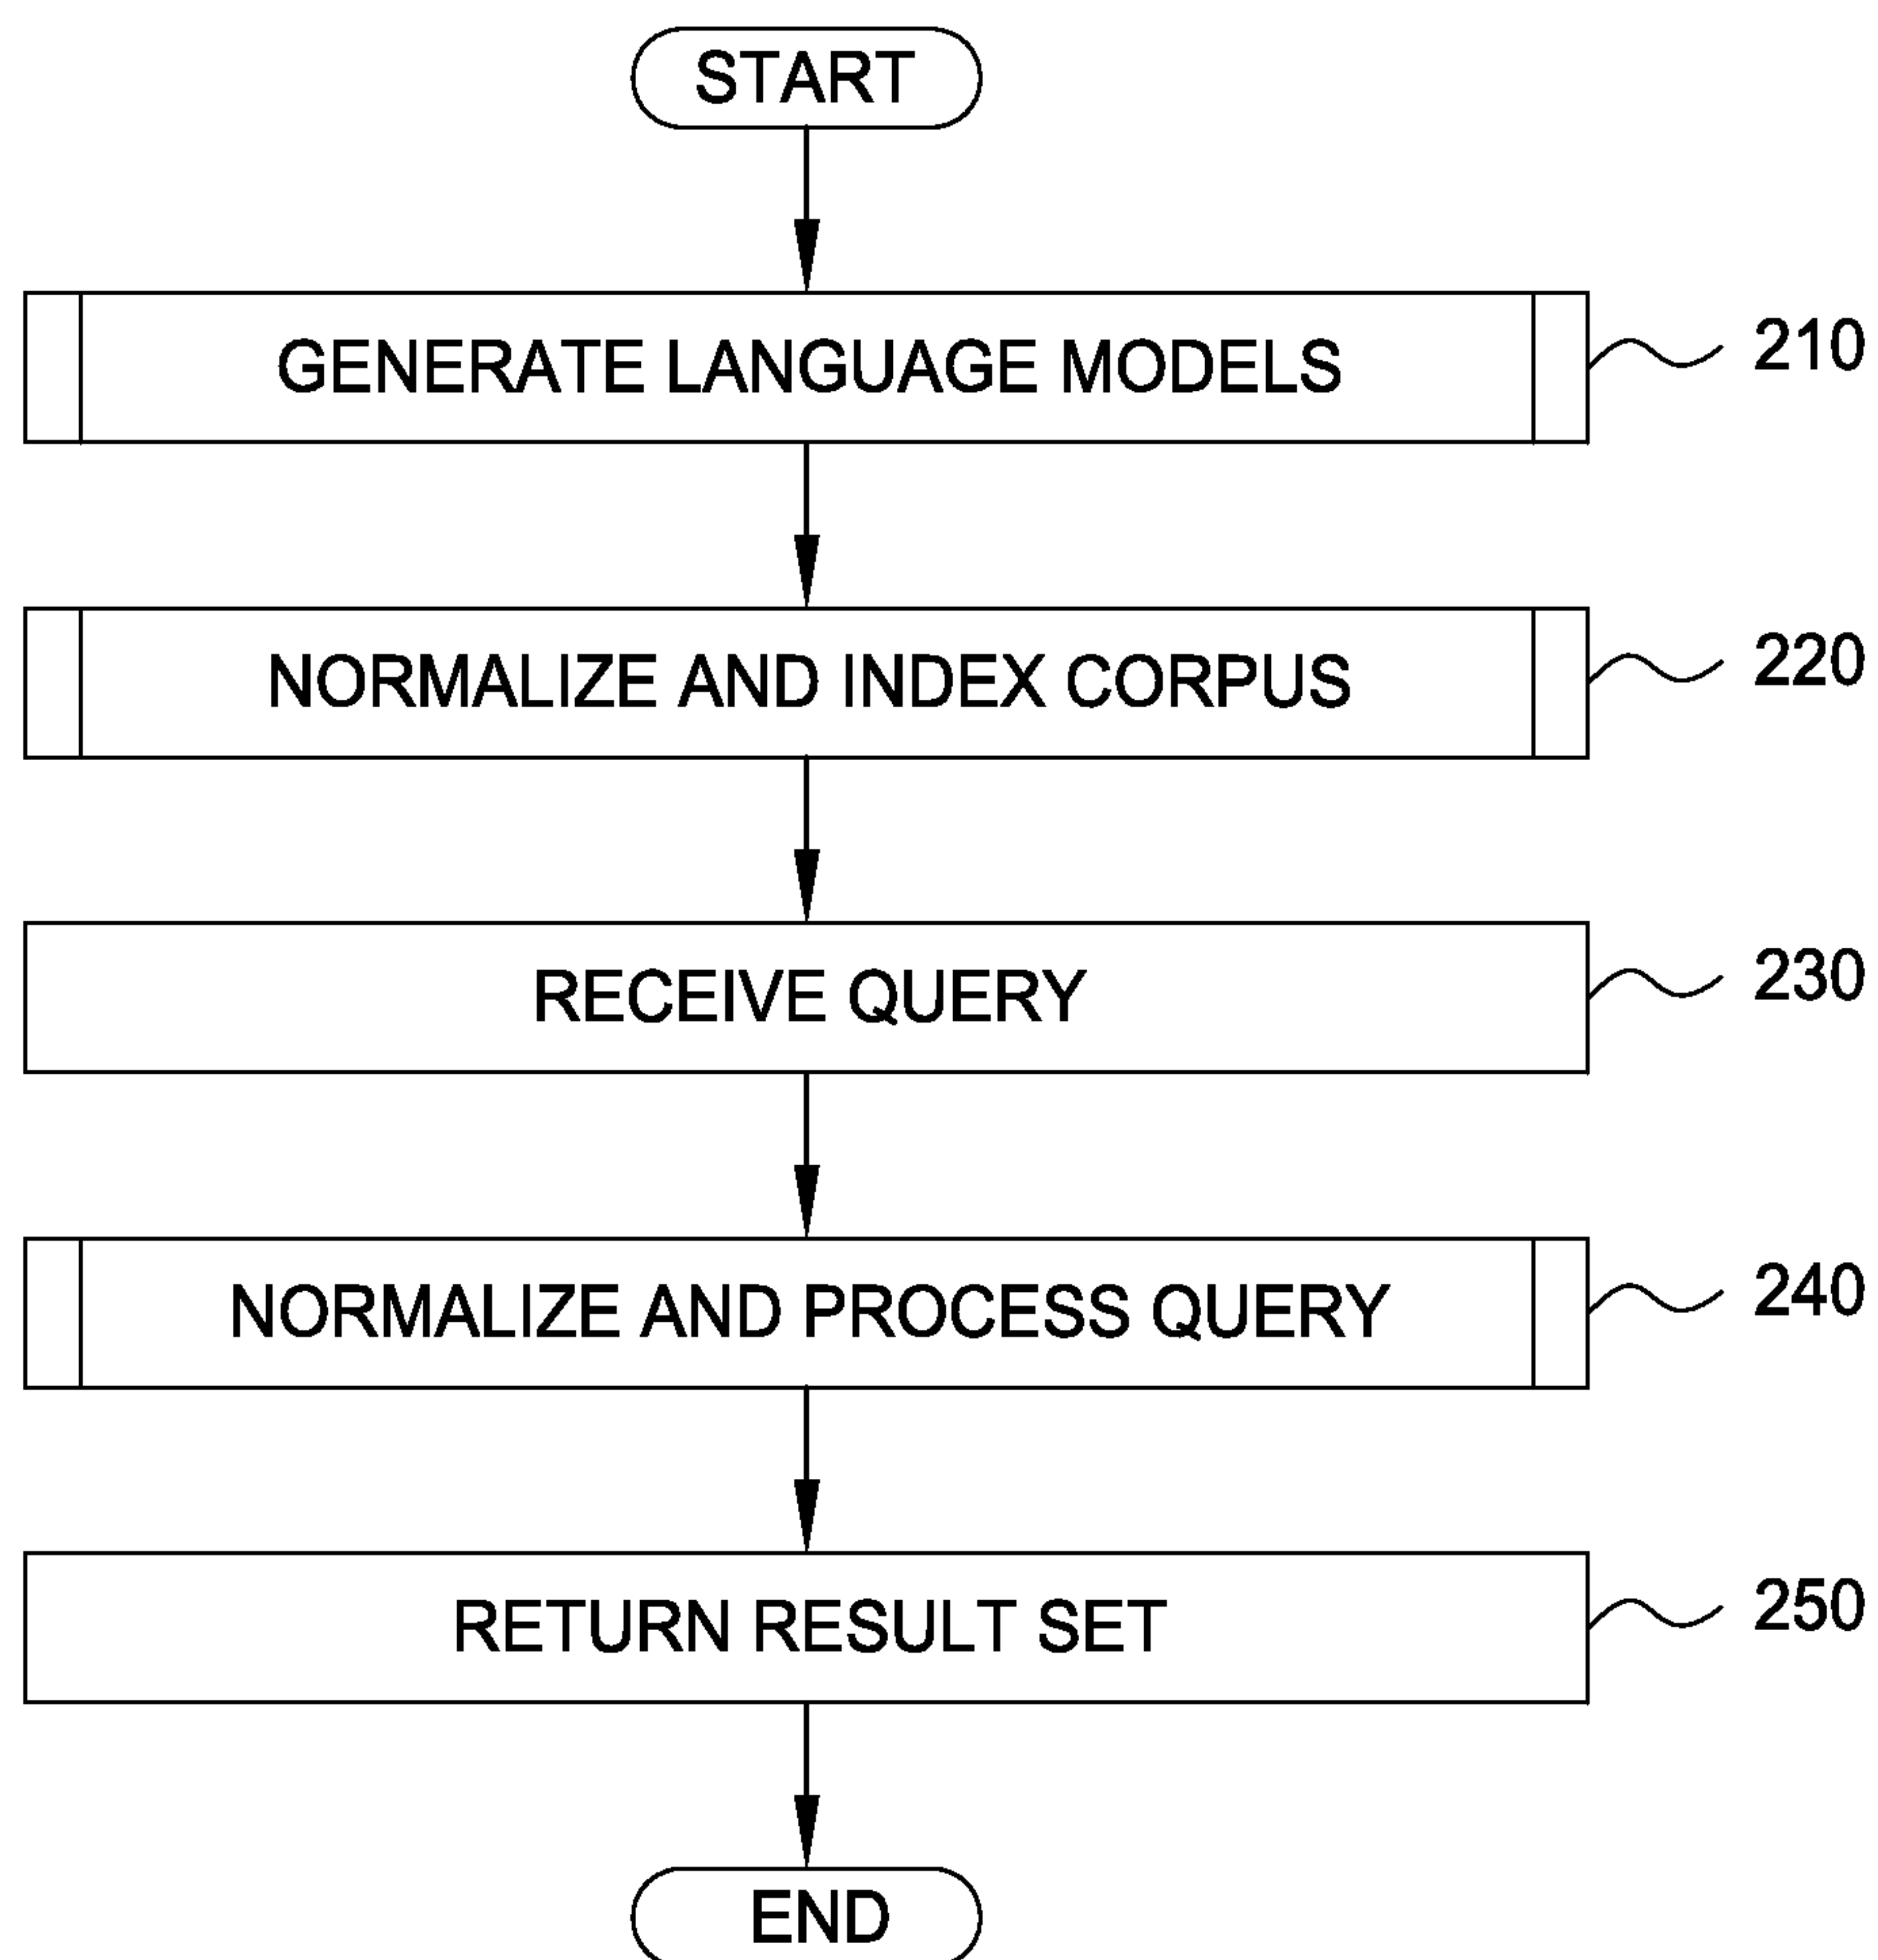 START
GENERATE LANGUAGE MODELS
210
NORMALIZE AND INDEX CORPUS
220
RECEIVE QUERY
230
NORMALIZE AND PROCESS QUERY
240
RETURN RESULT SET
250
END